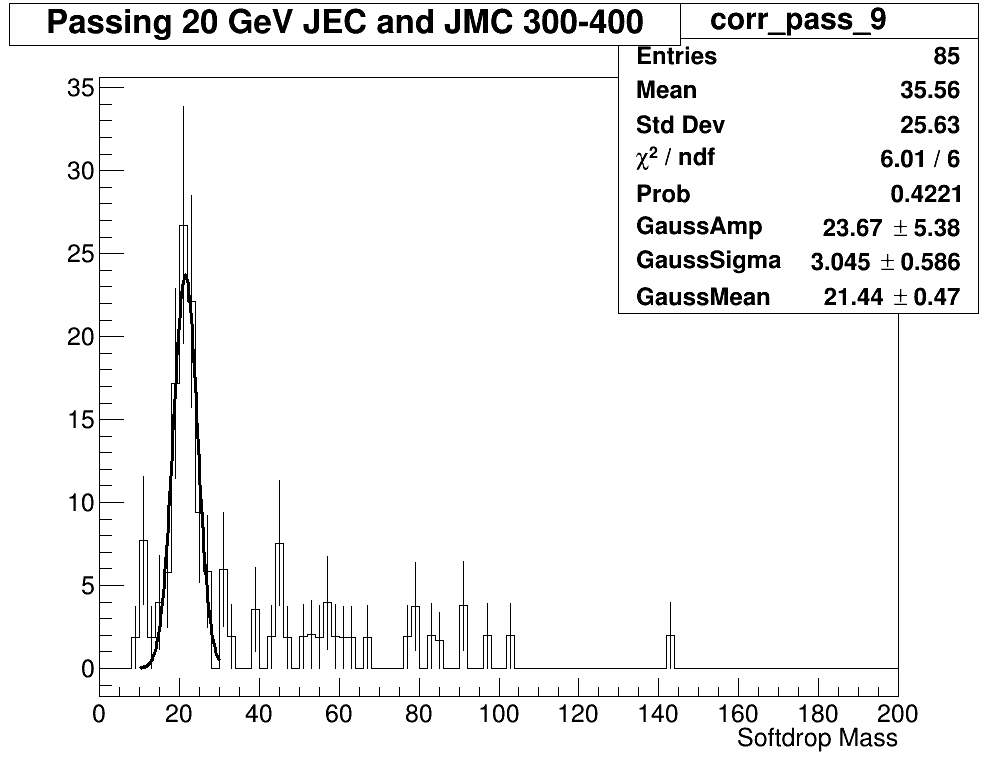 Passing 20 GeV JEC and JMC 300-400
corr_pass_9
Entries 85
Mean 35.56
Std Dev 25.63
χ² / ndf 6.01 / 6
Prob 0.4221
GaussAmp 23.67 ± 5.38
GaussSigma 3.045 ± 0.586
GaussMean 21.44 ± 0.47
35
30
25
20
15
10
5
0
0 20 40 60 80 100 120 140 160 180 200
Softdrop Mass